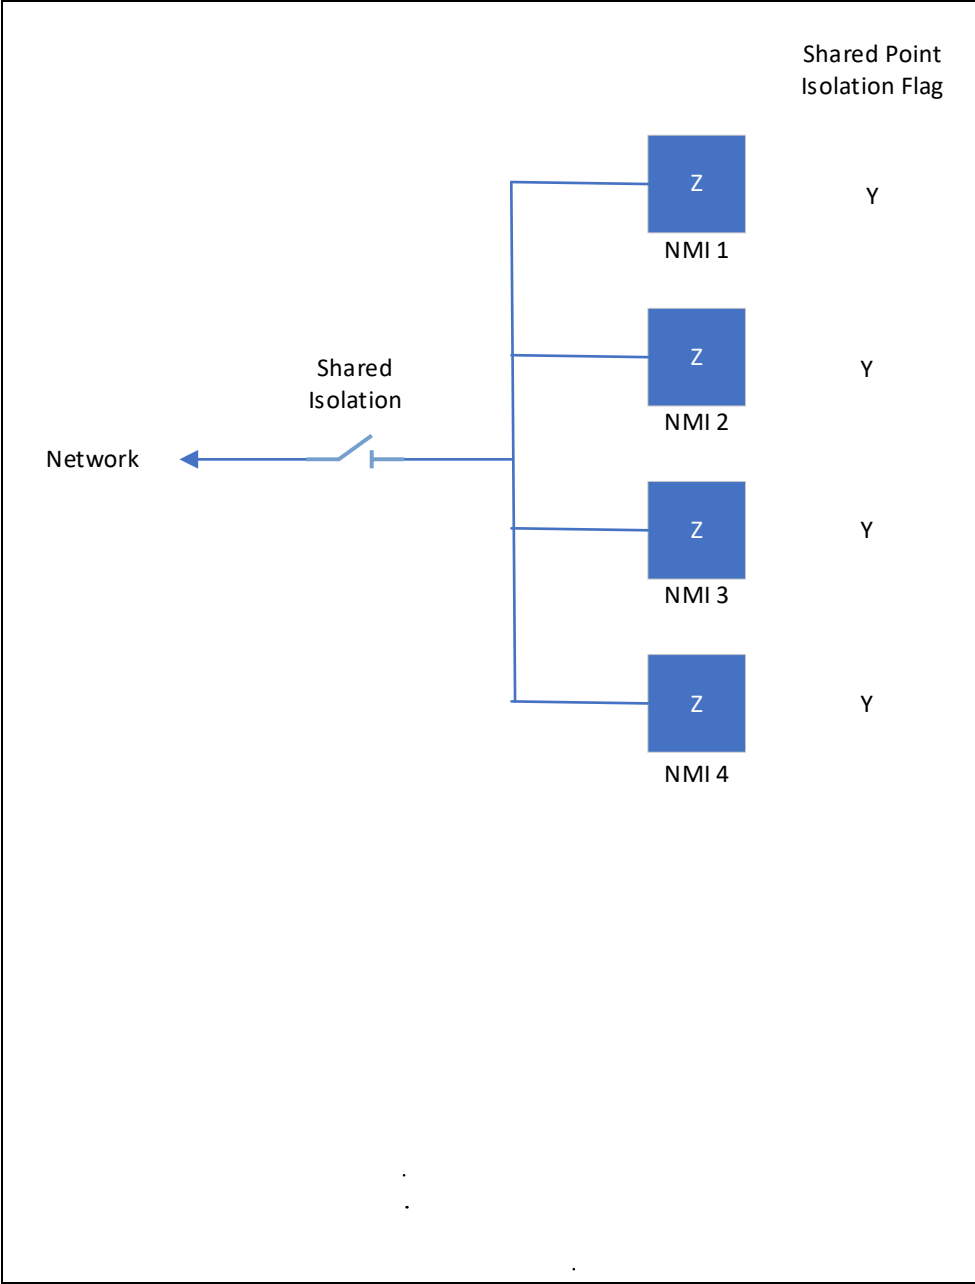 Shared Point
Isolation Flag
Z
Y
NMI 1
Z
Y
NMI 2
Shared
Isolation
Network
Z
Y
NMI 3
Z
Y
NMI 4